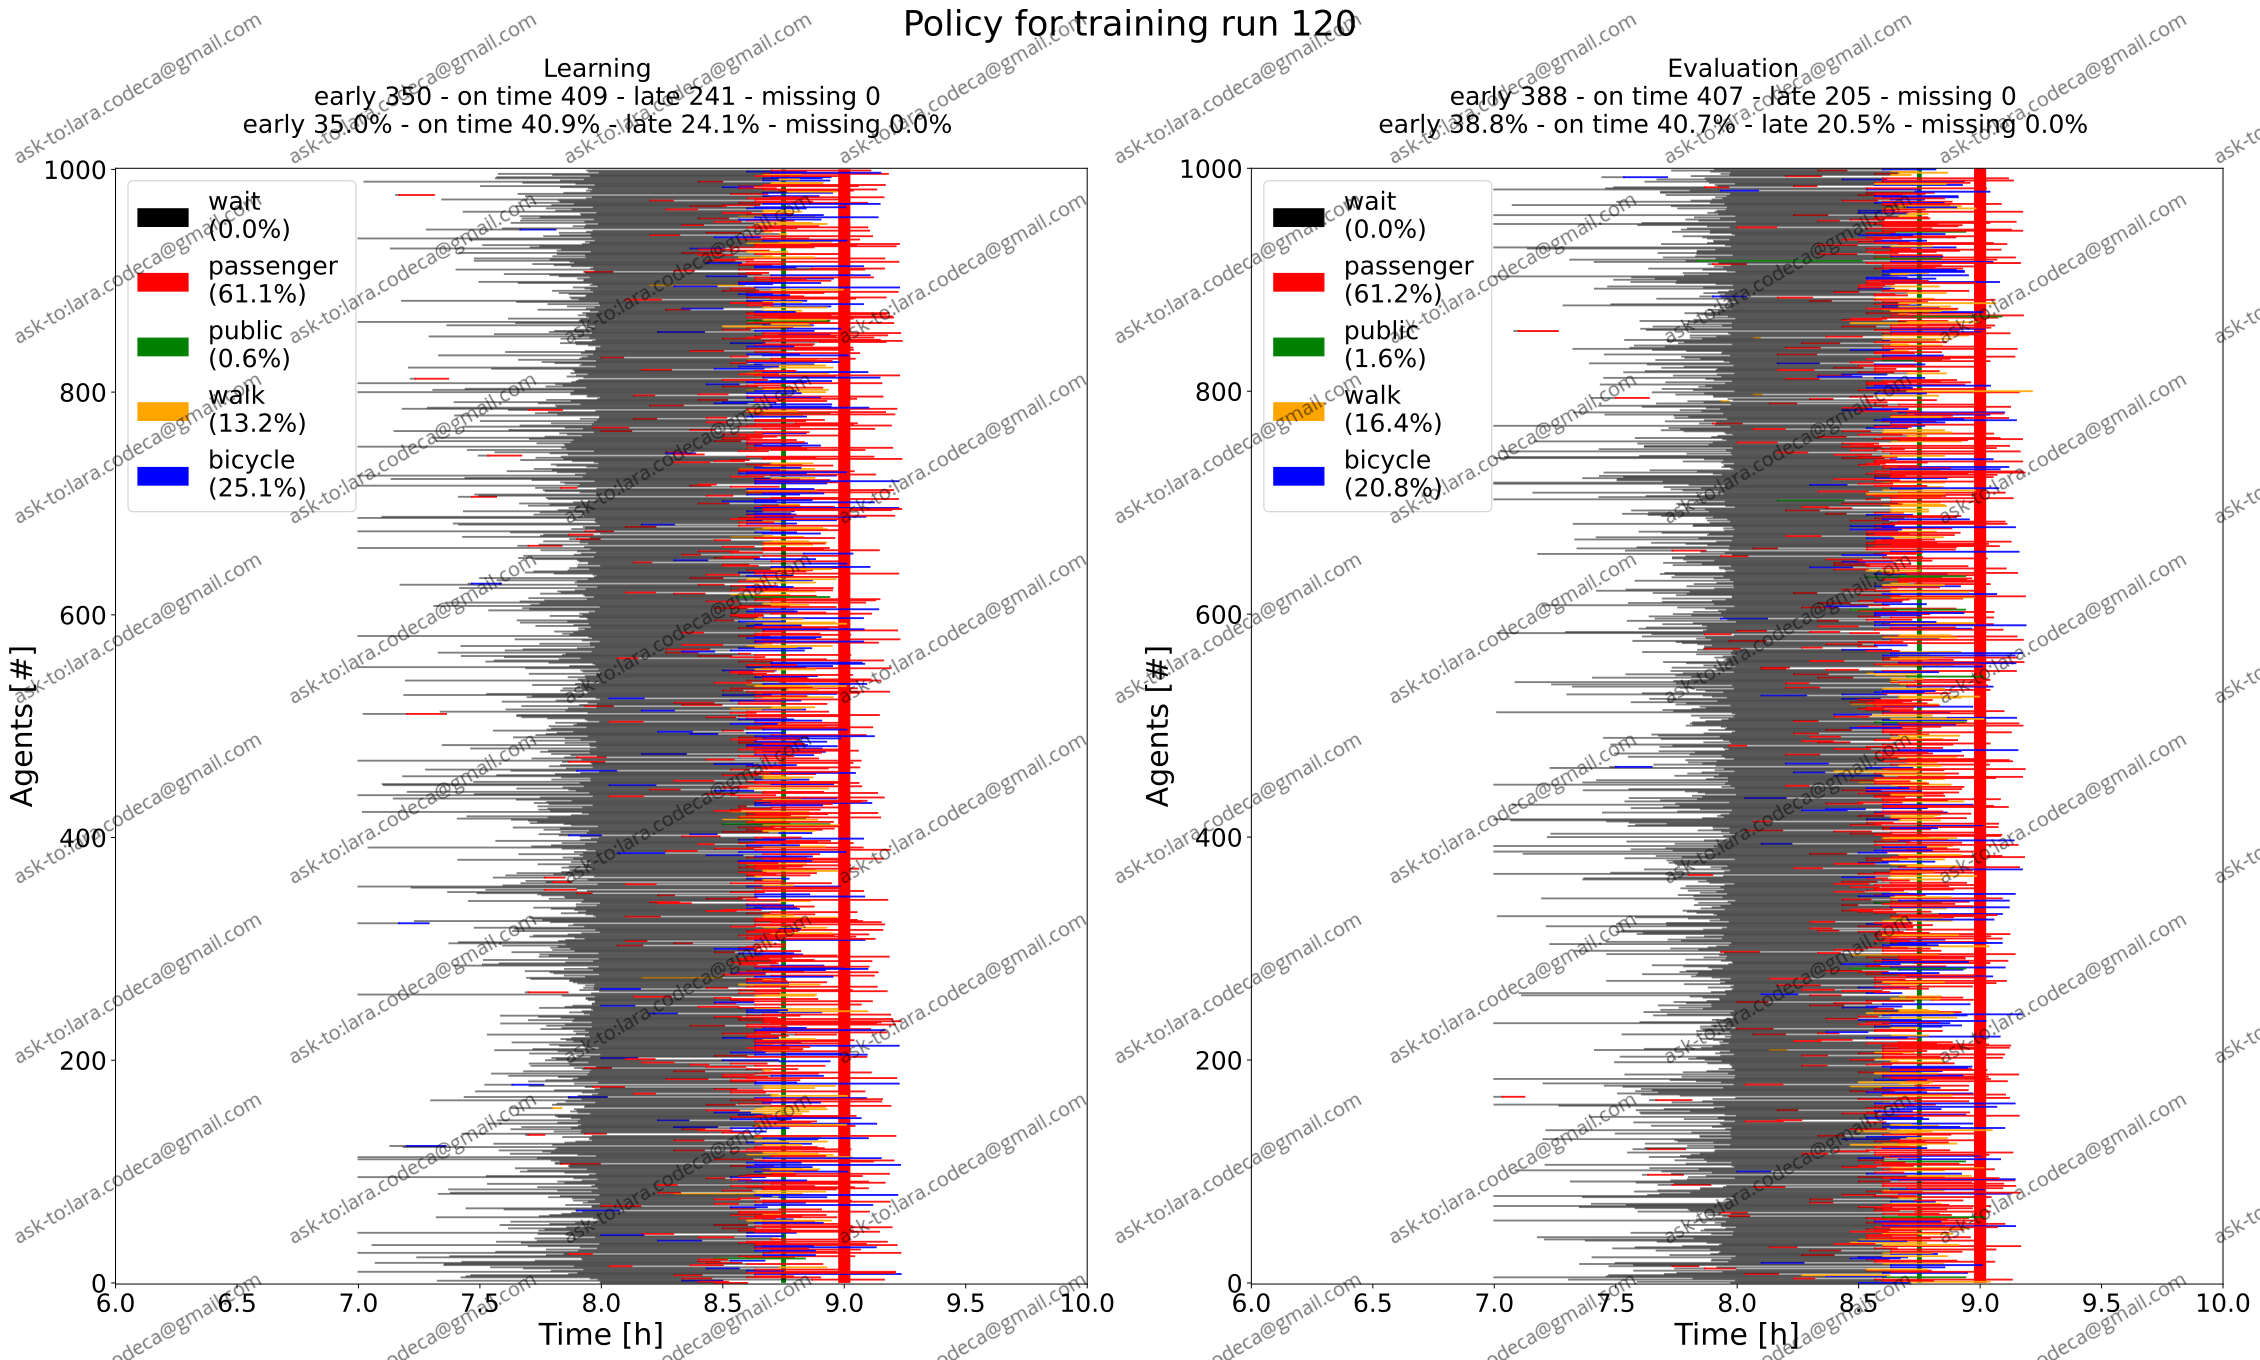 Policy for training run 120
Learning
early 350 - on time 409 - late 241 - missing 0
early 35.0% - on time 40.9% - late 24.1% - missing 0.0%
1000
800
600
400
200
0
Agents [#]
wait
(0.0%)
passenger
(61.1%)
public
(0.6%)
walk
(13.2%)
bicycle
(25.1%)
6.0 6.5 7.0 7.5 8.0 8.5 9.0 9.5 10.0
Time [h]
Evaluation
early 388 - on time 407 - late 205 - missing 0
early 38.8% - on time 40.7% - late 20.5% - missing 0.0%
1000
800
600
400
200
0
Agents [#]
wait
(0.0%)
passenger
(61.2%)
public
(1.6%)
walk
(16.4%)
bicycle
(20.8%)
6.0 6.5 7.0 7.5 8.0 8.5 9.0 9.5 10.0
Time [h]
ask-to:lara.codeca@gmail.com